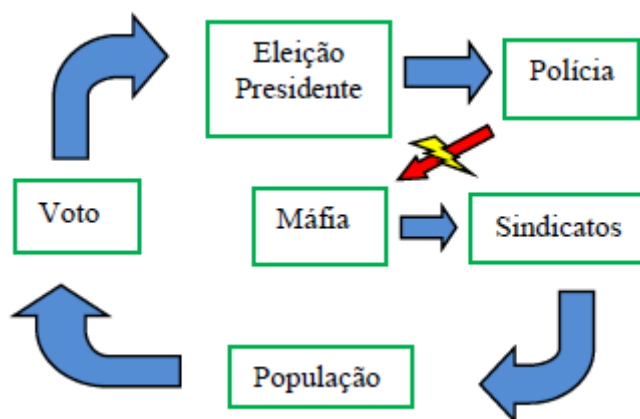 Eleição
Presidente
Polícia
Voto
Máfia
Sindicatos
População